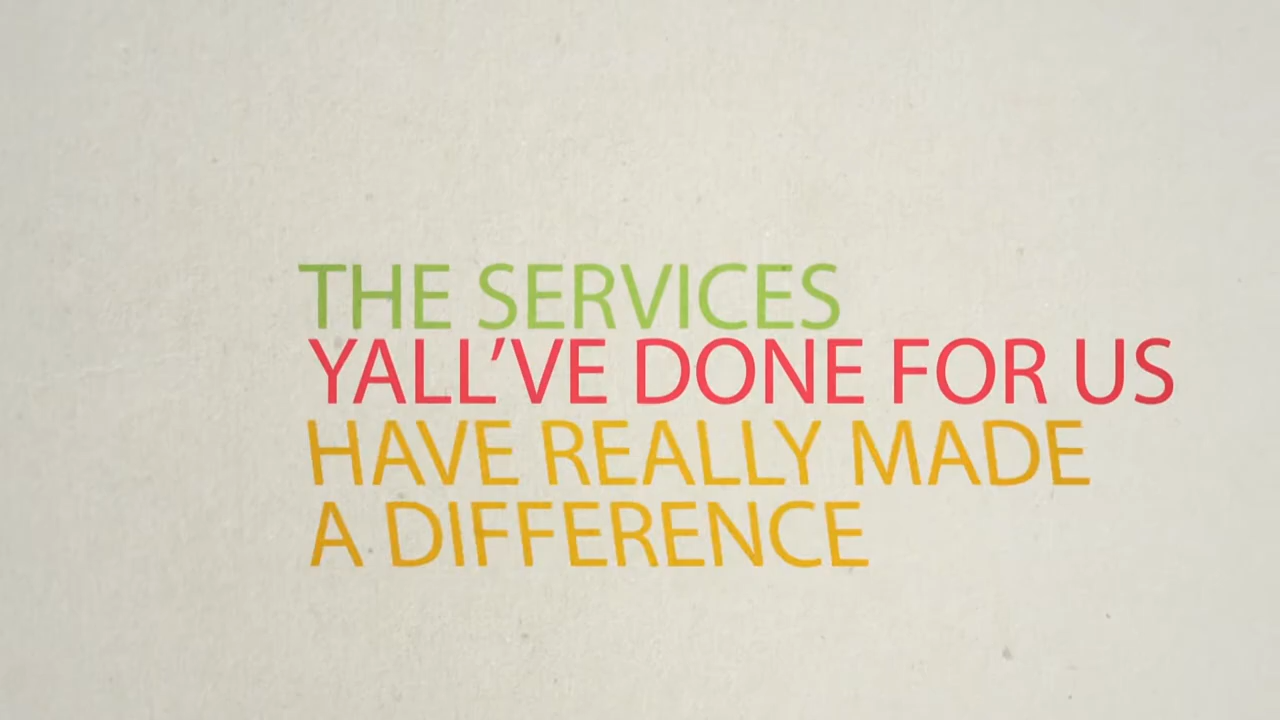 THE SERVICES
YALL’VE DONE FOR US
HAVE REALLY MADE
A DIFFERENCE